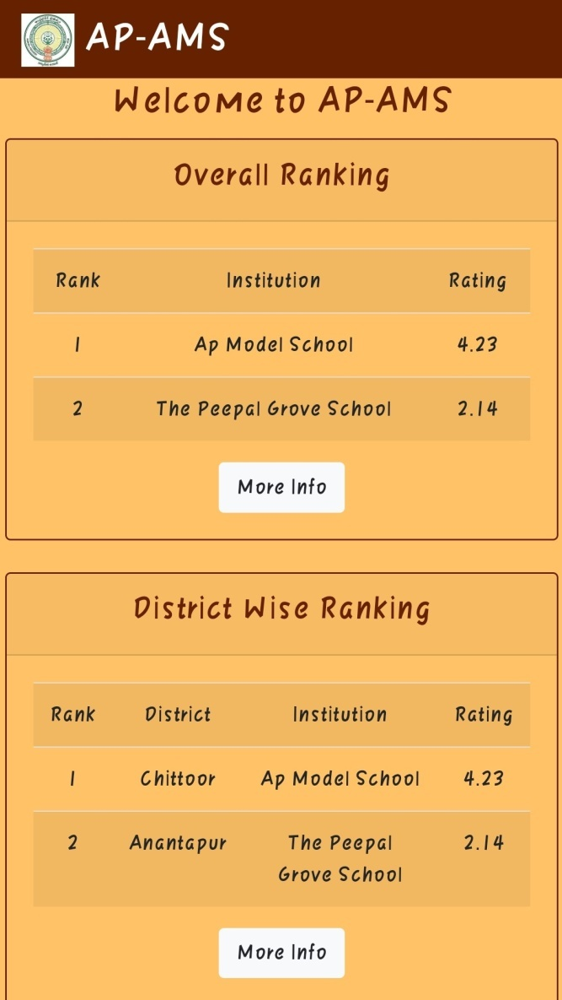 AP-AMS
Welcome to AP-AMS
Overall Ranking
Rank Institution Rating
1 Ap Model School 4.23
2 The Peepal Grove School 2.14
More Info
District Wise Ranking
Rank District Institution Rating
1 Chittoor Ap Model School 4.23
2 Anantapur The Peepal 2.14
Grove School
More Info